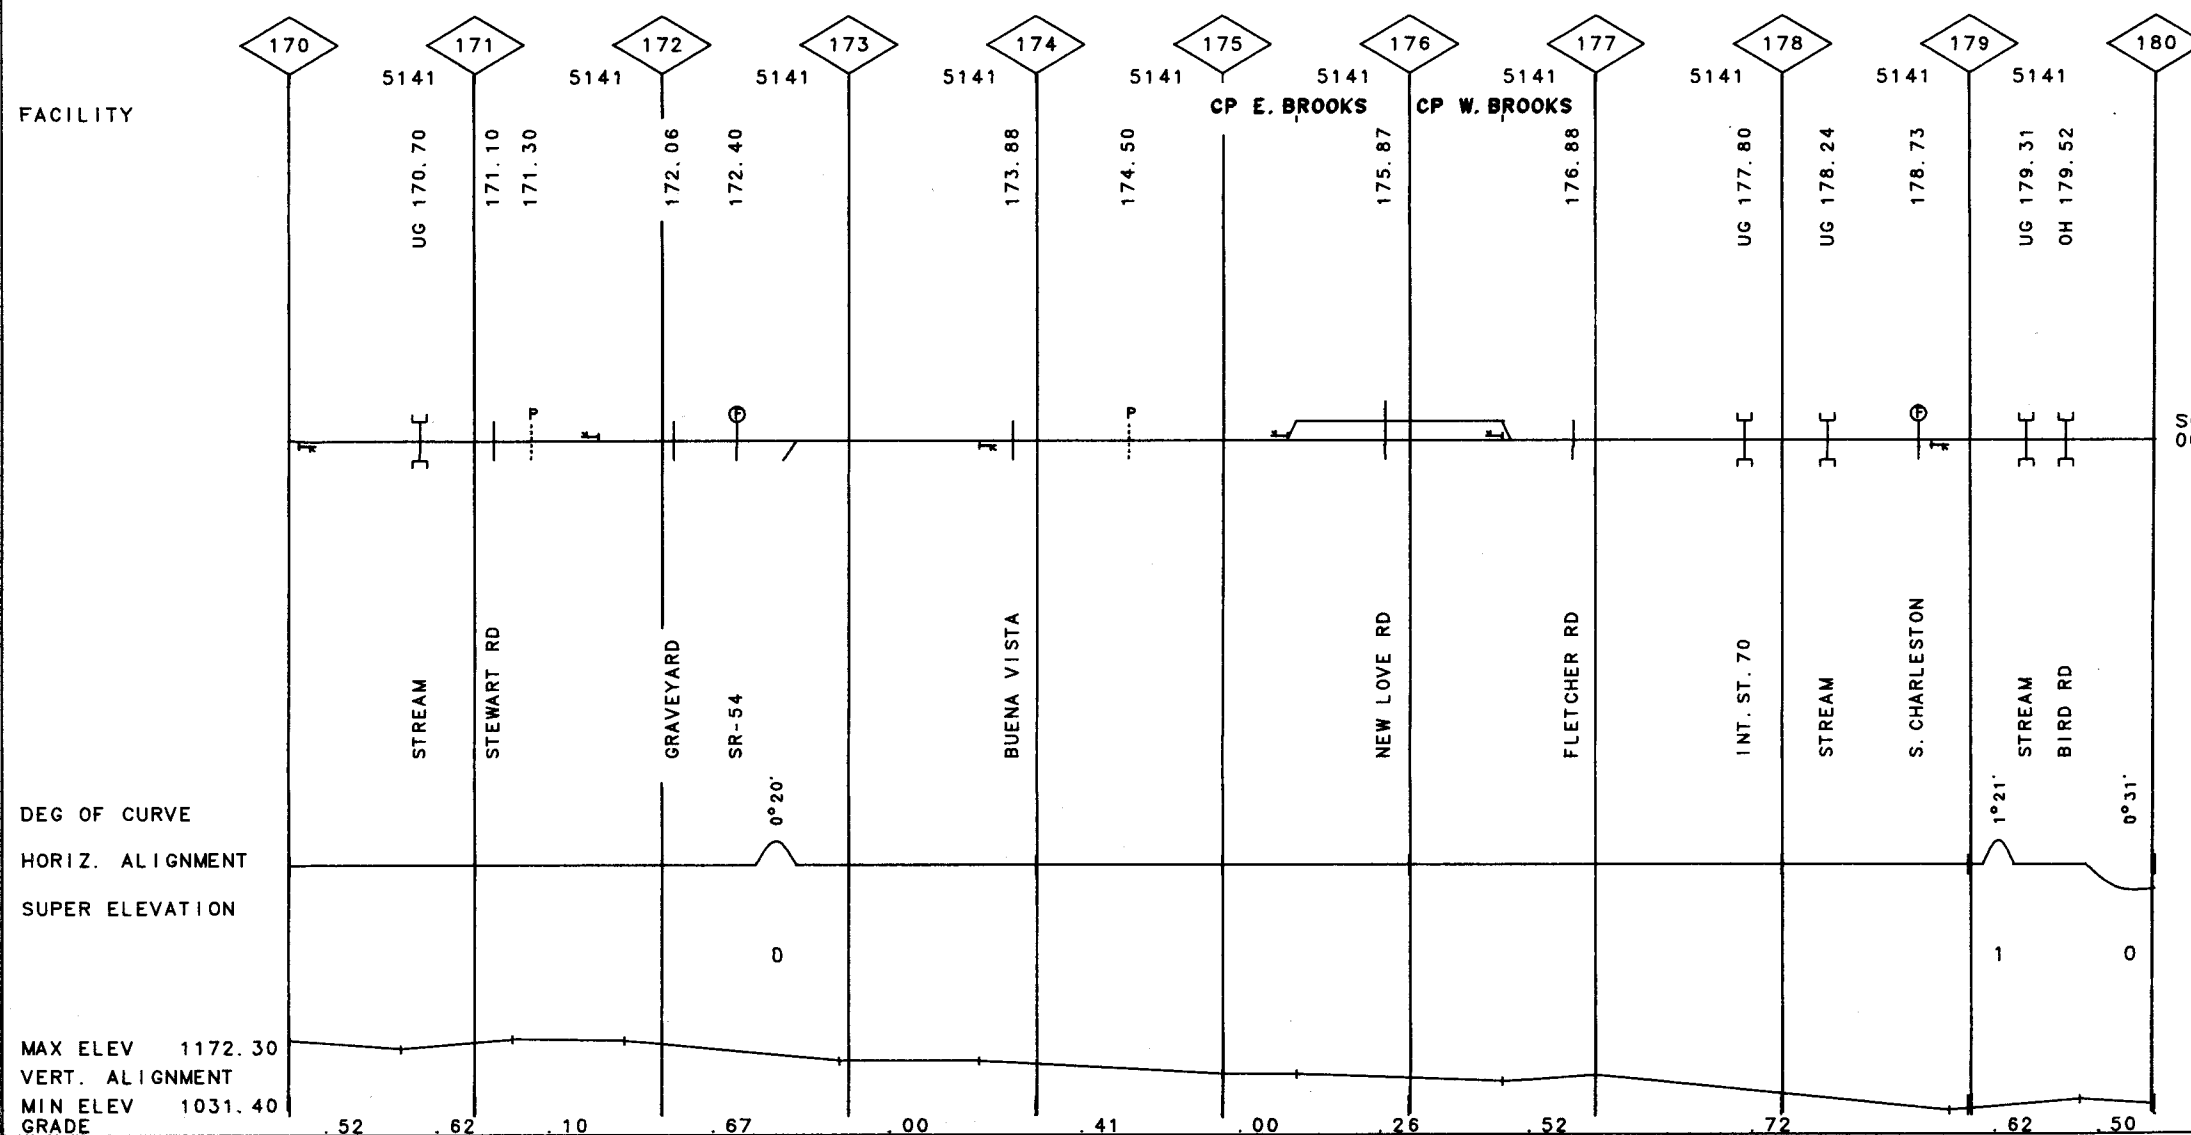 170 171 172 173 174 175 176 177 178 179 180
5141 5141 5141 5141 5141 5141 5141 5141 5141 5141
CP E. BROOKS CP W. BROOKS
FACILITY
UG 170.70
171.10
171.30
172.06
172.40
173.88
174.50
175.87
176.88
UG 177.80
UG 178.24
178.73
UG 179.31
OH 179.52
P F P F
STREAM
STEWART RD
GRAVEYARD
SR-54
BUENA VISTA
NEW LOVE RD
FLETCHER RD
INT. ST. 70
STREAM
S. CHARLESTON
STREAM
BIRD RD
DEG OF CURVE 0°20' 1°21' 0°31'
HORIZ. ALIGNMENT
SUPER ELEVATION
0 1 0
MAX ELEV 1172.30
VERT. ALIGNMENT
MIN ELEV 1031.40
GRADE .52 .62 .10 .67 .00 .41 .00 .26 .52 .72 .62 .50